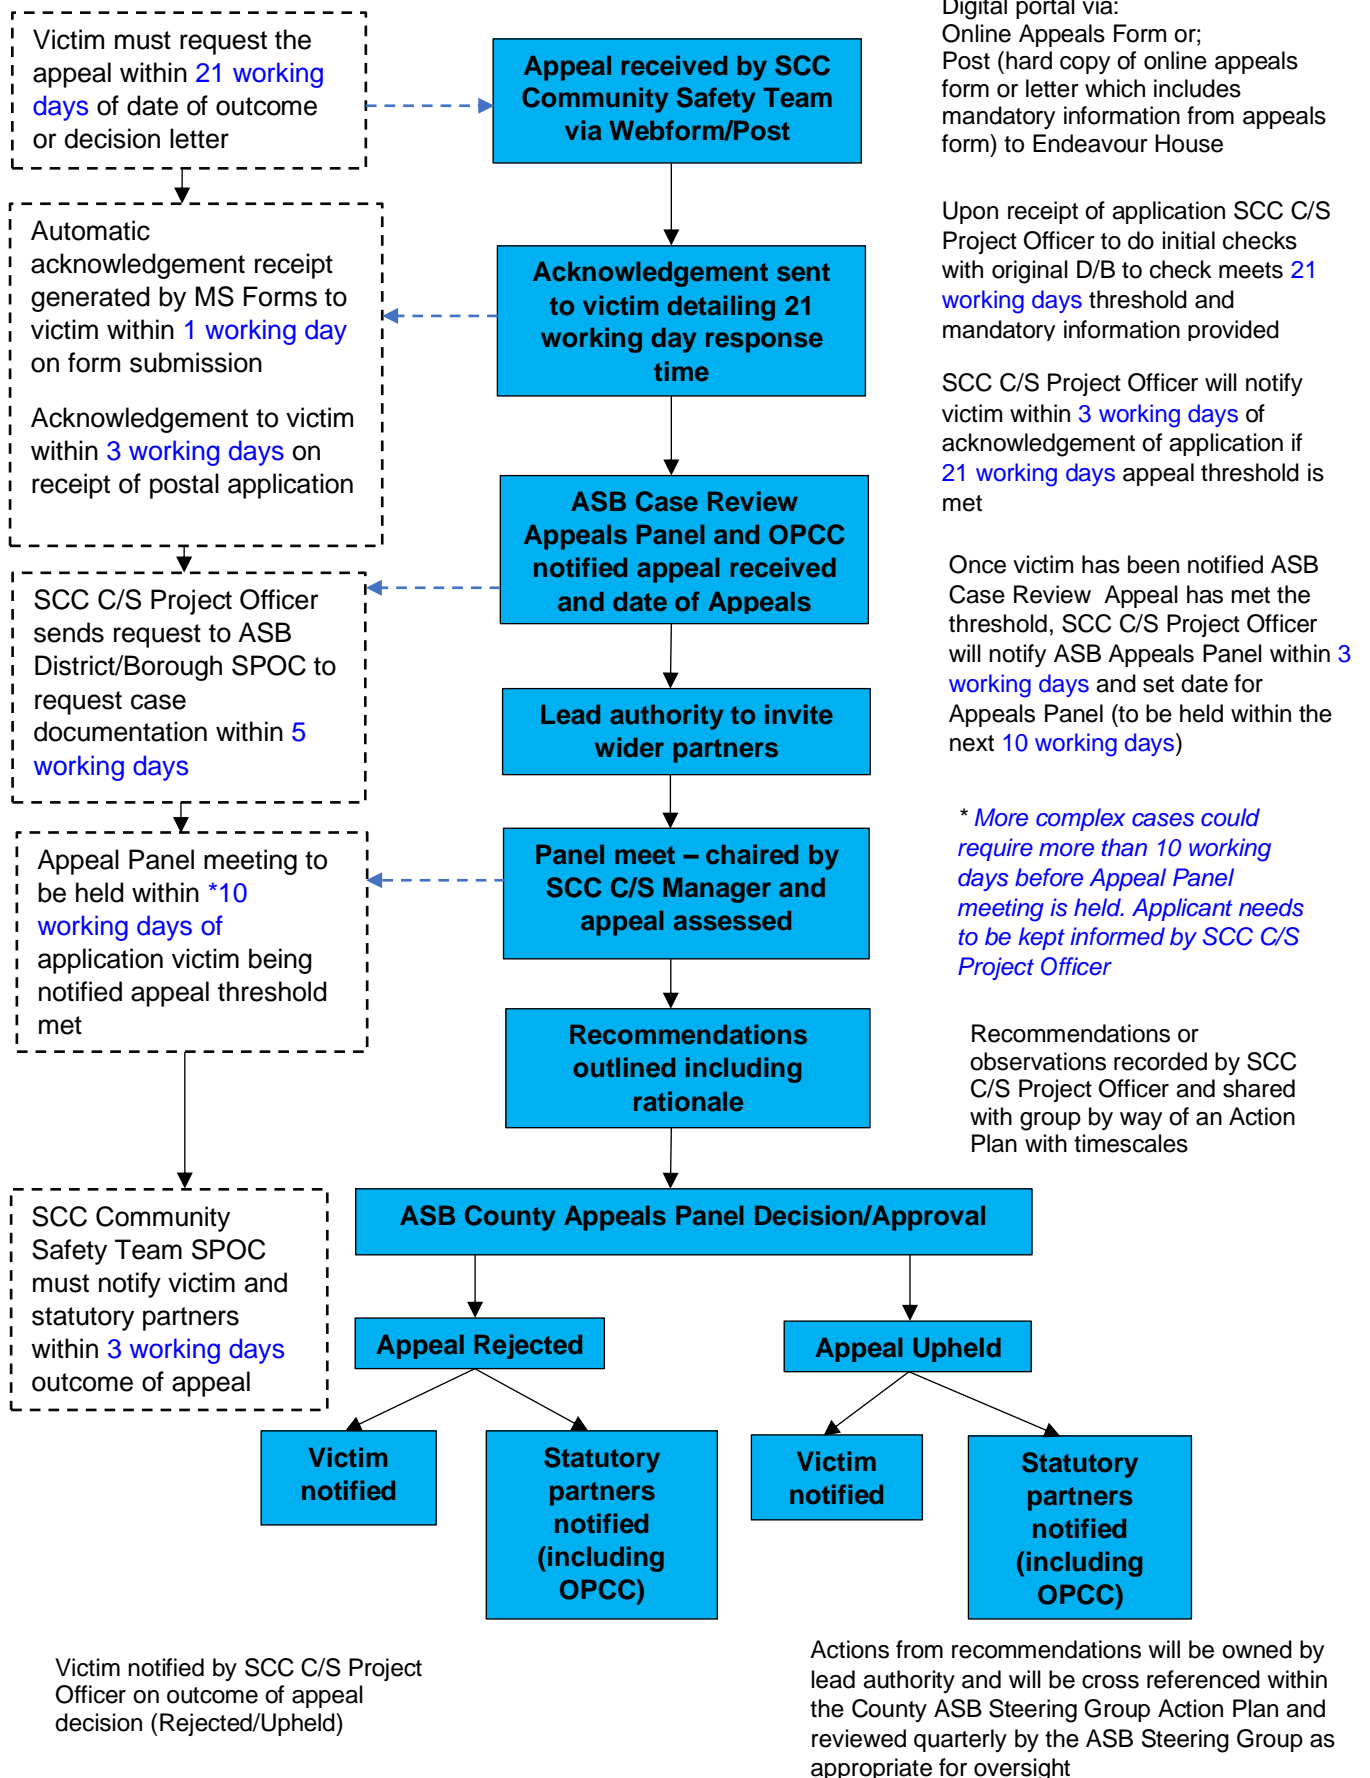 Digital portal via:
Online Appeals Form or;
Post (hard copy of online appeals
form or letter which includes
mandatory information from appeals
form) to Endeavour House
Victim must request the
appeal within 21 working
days of date of outcome
or decision letter
Appeal received by SCC
Community Safety Team
via Webform/Post
Automatic
acknowledgement receipt
generated by MS Forms to
victim within 1 working day
on form submission
Acknowledgement to victim
within 3 working days on
receipt of postal application
Acknowledgement sent
to victim detailing 21
working day response
time
Upon receipt of application SCC C/S
Project Officer to do initial checks
with original D/B to check meets 21
working days threshold and
mandatory information provided
SCC C/S Project Officer will notify
victim within 3 working days of
acknowledgement of application if
21 working days appeal threshold is
met
ASB Case Review
Appeals Panel and OPCC
notified appeal received
and date of Appeals
SCC C/S Project Officer
sends request to ASB
District/Borough SPOC to
request case
documentation within 5
working days
Once victim has been notified ASB
Case Review  Appeal has met the
threshold, SCC C/S Project Officer
will notify ASB Appeals Panel within 3
working days and set date for
Appeals Panel (to be held within the
next 10 working days)
Lead authority to invite
wider partners
Appeal Panel meeting to
be held within *10
working days of
application victim being
notified appeal threshold
met
Panel meet – chaired by
SCC C/S Manager and
appeal assessed
* More complex cases could
require more than 10 working
days before Appeal Panel
meeting is held. Applicant needs
to be kept informed by SCC C/S
Project Officer
Recommendations
outlined including
rationale
Recommendations or
observations recorded by SCC
C/S Project Officer and shared
with group by way of an Action
Plan with timescales
SCC Community
Safety Team SPOC
must notify victim and
statutory partners
within 3 working days
outcome of appeal
ASB County Appeals Panel Decision/Approval
Appeal Rejected
Appeal Upheld
Victim
notified
Statutory
partners
notified
(including
OPCC)
Victim
notified
Statutory
partners
notified
(including
OPCC)
Victim notified by SCC C/S Project
Officer on outcome of appeal
decision (Rejected/Upheld)
Actions from recommendations will be owned by
lead authority and will be cross referenced within
the County ASB Steering Group Action Plan and
reviewed quarterly by the ASB Steering Group as
appropriate for oversight